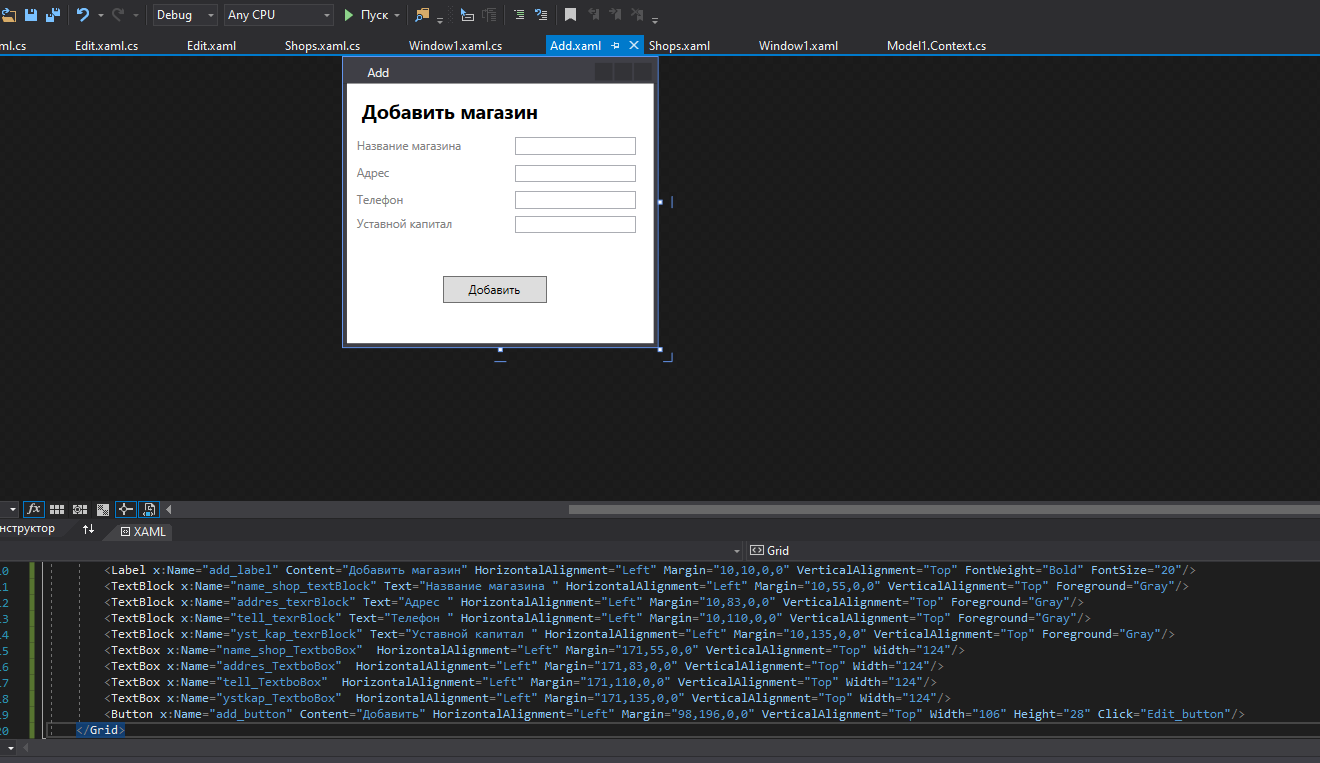 Debug Any CPU Пуск
ml.cs Edit.xaml.cs Edit.xaml Shops.xaml.cs Window1.xaml.cs Add.xaml Shops.xaml Window1.xaml Model1.Context.cs
Add
Добавить магазин
Название магазина
Адрес
Телефон
Уставной капитал
Добавить
fx
нструктор XAML
Grid
0 <Label x:Name="add_label" Content="Добавить магазин" HorizontalAlignment="Left" Margin="10,10,0,0" VerticalAlignment="Top" FontWeight="Bold" FontSize="20"/>
1 <TextBlock x:Name="name_shop_textBlock" Text="Название магазина " HorizontalAlignment="Left" Margin="10,55,0,0" VerticalAlignment="Top" Foreground="Gray"/>
2 <TextBlock x:Name="addres_texrBlock" Text="Адрес " HorizontalAlignment="Left" Margin="10,83,0,0" VerticalAlignment="Top" Foreground="Gray"/>
3 <TextBlock x:Name="tell_texrBlock" Text="Телефон " HorizontalAlignment="Left" Margin="10,110,0,0" VerticalAlignment="Top" Foreground="Gray"/>
4 <TextBlock x:Name="yst_kap_texrBlock" Text="Уставной капитал " HorizontalAlignment="Left" Margin="10,135,0,0" VerticalAlignment="Top" Foreground="Gray"/>
5 <TextBox x:Name="name_shop_TextboBox"  HorizontalAlignment="Left" Margin="171,55,0,0" VerticalAlignment="Top" Width="124"/>
6 <TextBox x:Name="addres_TextboBox"  HorizontalAlignment="Left" Margin="171,83,0,0" VerticalAlignment="Top" Width="124"/>
7 <TextBox x:Name="tell_TextboBox"  HorizontalAlignment="Left" Margin="171,110,0,0" VerticalAlignment="Top" Width="124"/>
8 <TextBox x:Name="ystkap_TextboBox"  HorizontalAlignment="Left" Margin="171,135,0,0" VerticalAlignment="Top" Width="124"/>
9 <Button x:Name="add_button" Content="Добавить" HorizontalAlignment="Left" Margin="98,196,0,0" VerticalAlignment="Top" Width="106" Height="28" Click="Edit_button"/>
20 </Grid>